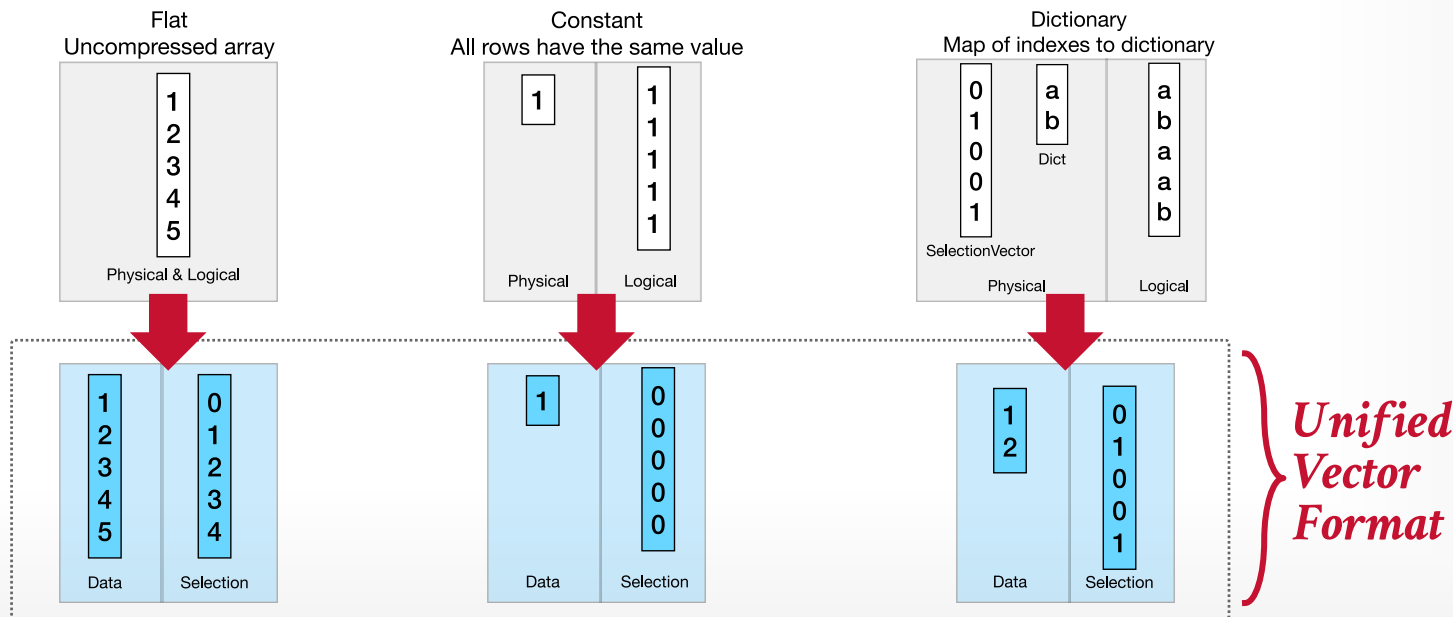 Flat
Uncompressed array
1
2
3
4
5
Physical & Logical
Constant
All rows have the same value
1
Physical
1
1
1
1
1
Logical
Dictionary
Map of indexes to dictionary
0
1
0
0
1
SelectionVector
a
b
Dict
Physical
a
b
a
a
b
Logical
1
2
3
4
5
Data
0
1
2
3
4
Selection
1
Data
0
0
0
0
0
Selection
1
2
Data
0
1
0
0
1
Selection
Unified
Vector
Format